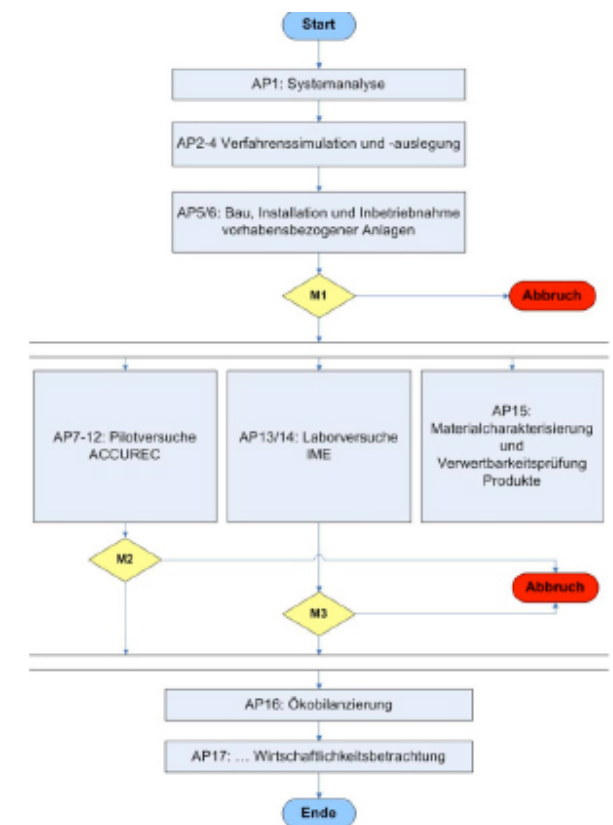 Start
AP1: Systemanalyse
AP2-4 Verfahrenssimulation und -auslegung
AP5/6: Bau, Installation und Inbetriebnahme
vorhabensbezogener Anlagen
M1
Abbruch
AP7-12: Pilotversuche
ACCUREC
AP13/14: Laborversuche
IME
AP15:
Materialcharakterisierung
und
Verwertbarkeitsprüfung
Produkte
M2
Abbruch
M3
AP16: Ökobilanzierung
AP17: … Wirtschaftlichkeitsbetrachtung
Ende